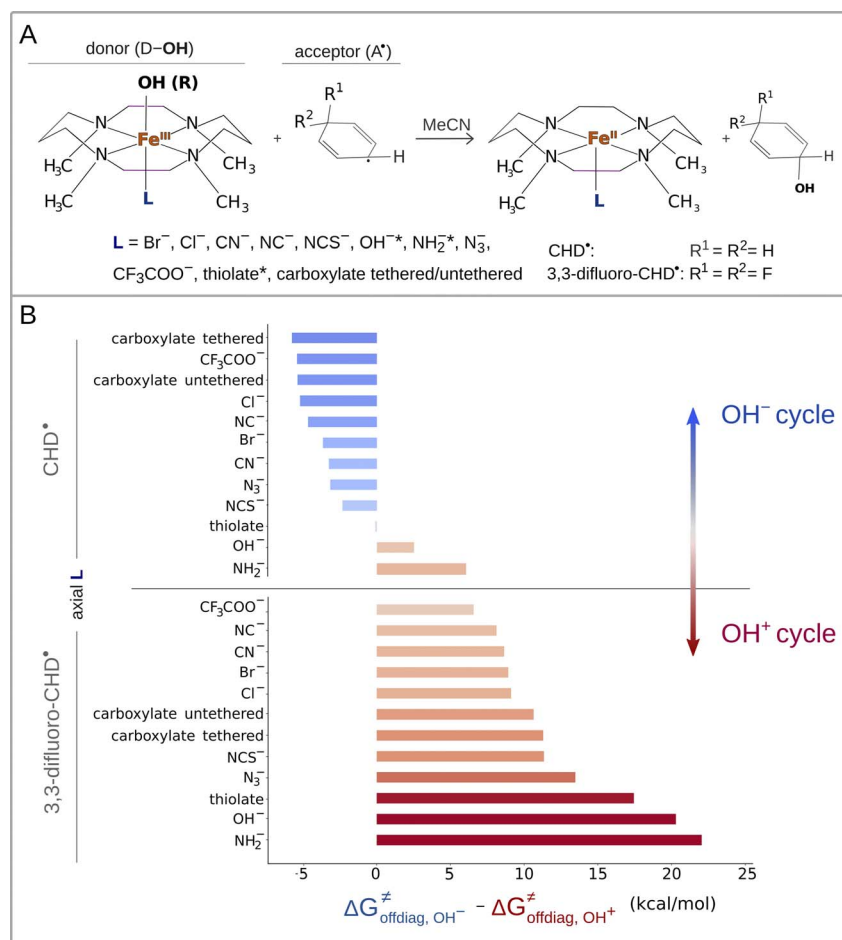 A
donor (D–OH)
acceptor (A•)
OH (R)
R¹
R²
N N
Feᴵᴵᴵ
N N
H₃C CH₃
H₃C CH₃
L
+
H
MeCN
N N
Feᴵᴵ
N N
H₃C CH₃
H₃C CH₃
L
+
R¹
R²
H
OH
L = Br⁻, Cl⁻, CN⁻, NC⁻, NCS⁻, OH⁻*, NH₂⁻*, N₃⁻,
CF₃COO⁻, thiolate*, carboxylate tethered/untethered
CHD•: R¹ = R² = H
3,3-difluoro-CHD•: R¹ = R² = F
B
CHD•
carboxylate tethered
CF₃COO⁻
carboxylate untethered
Cl⁻
NC⁻
Br⁻
CN⁻
N₃⁻
NCS⁻
thiolate
OH⁻
NH₂⁻
axial L
3,3-difluoro-CHD•
CF₃COO⁻
NC⁻
CN⁻
Br⁻
Cl⁻
carboxylate untethered
carboxylate tethered
NCS⁻
N₃⁻
thiolate
OH⁻
NH₂⁻
OH⁻ cycle
OH⁺ cycle
-5 0 5 10 15 20 25
ΔG≠offdiag, OH⁻ - ΔG≠offdiag, OH⁺ (kcal/mol)